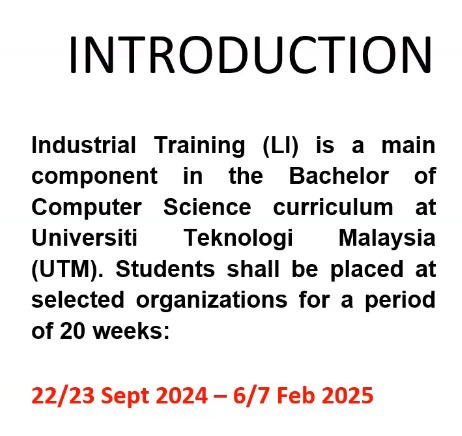 INTRODUCTION
Industrial Training (LI) is a main
component in the Bachelor of
Computer Science curriculum at
Universiti Teknologi Malaysia
(UTM). Students shall be placed at
selected organizations for a period
of 20 weeks:
22/23 Sept 2024 – 6/7 Feb 2025